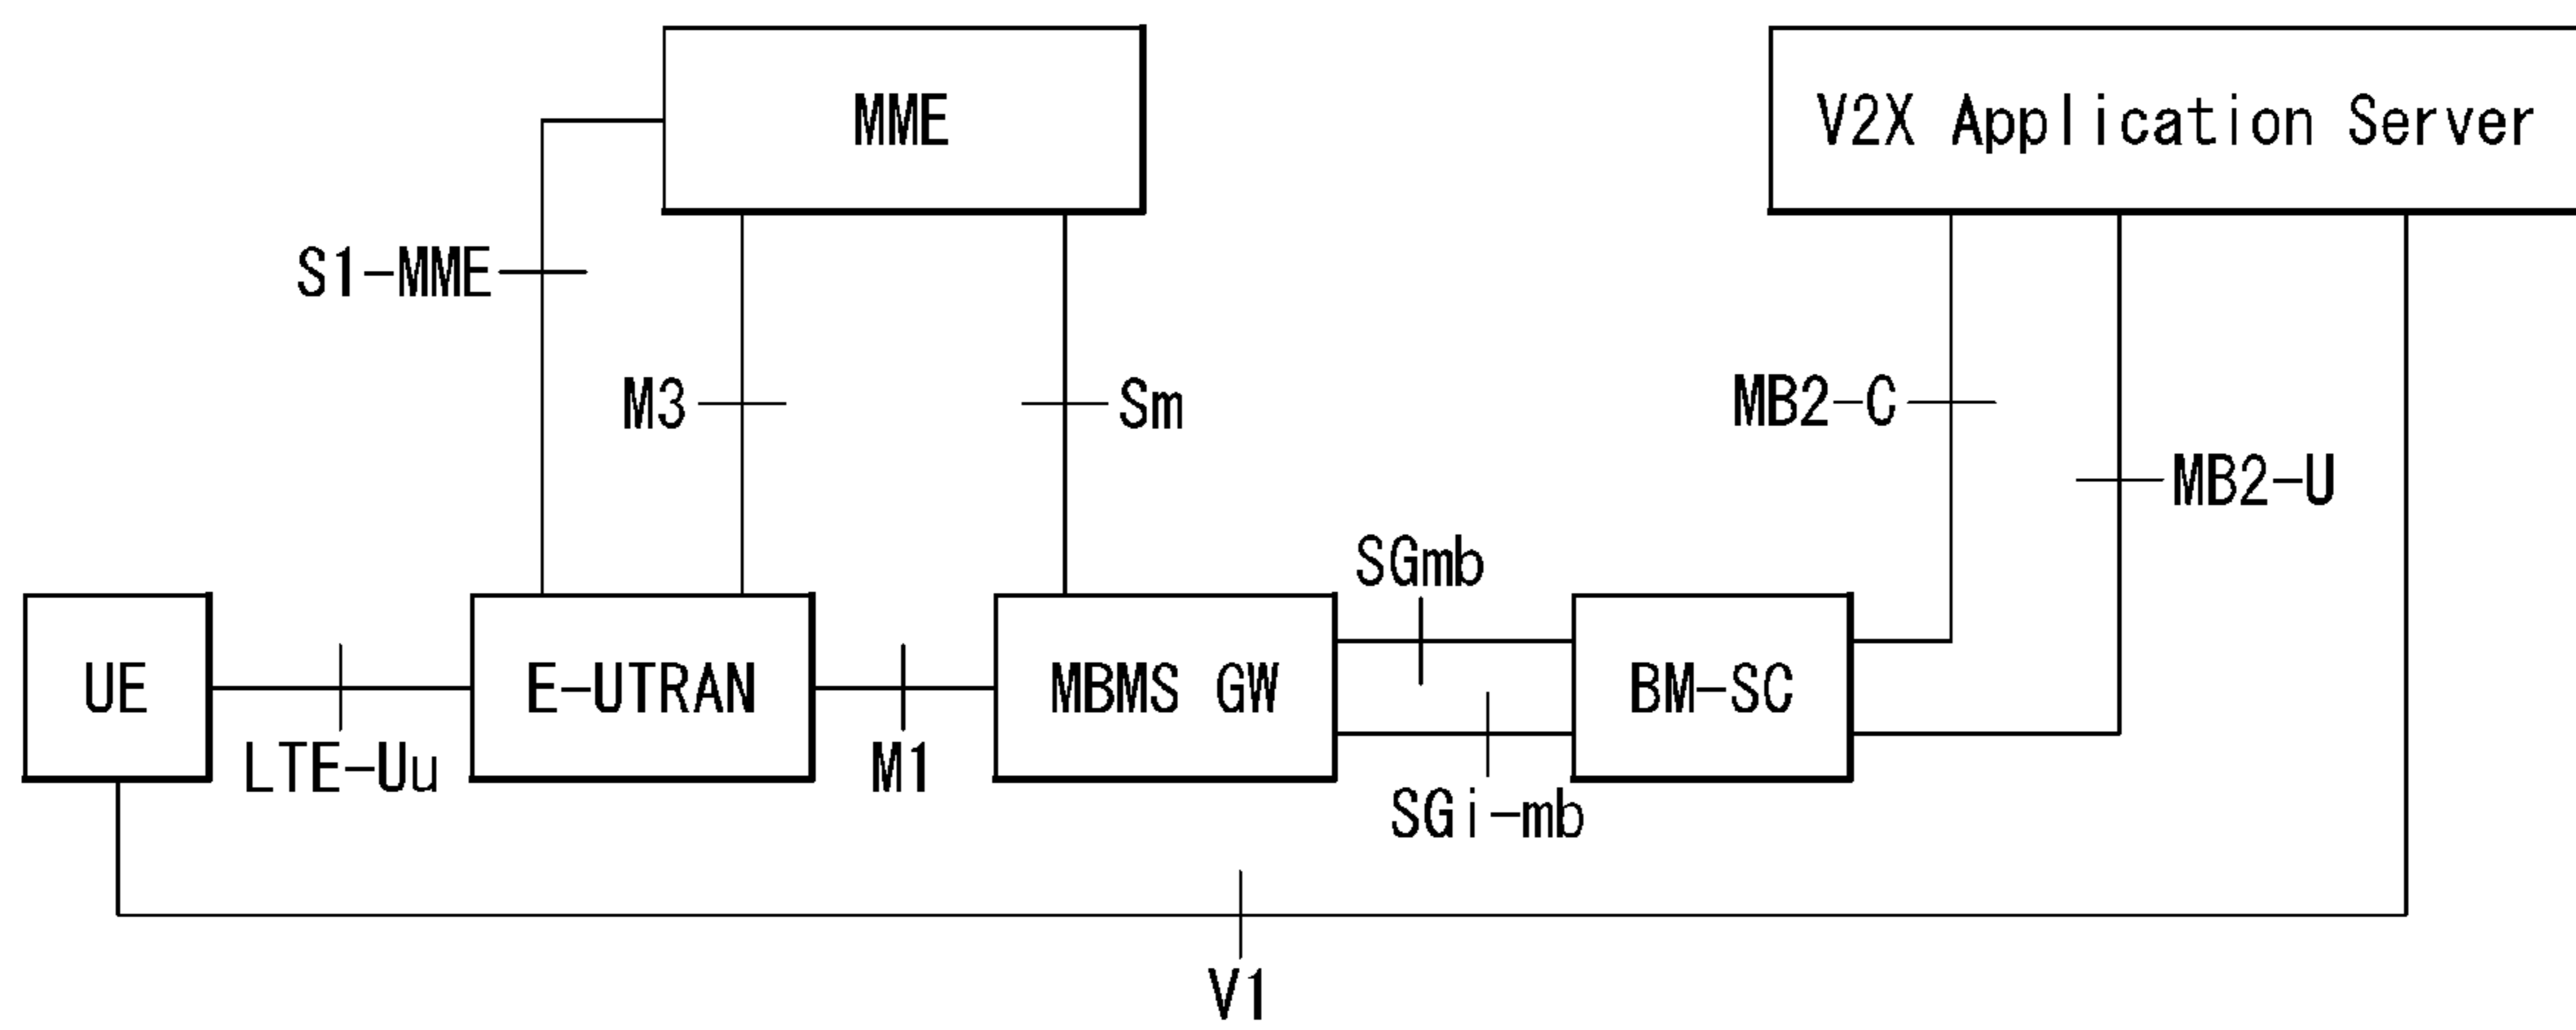 MME
V2X Application Server
S1-MME
M3
Sm
MB2-C
MB2-U
SGmb
UE
E-UTRAN
MBMS GW
BM-SC
LTE-Uu
M1
SGi-mb
V1